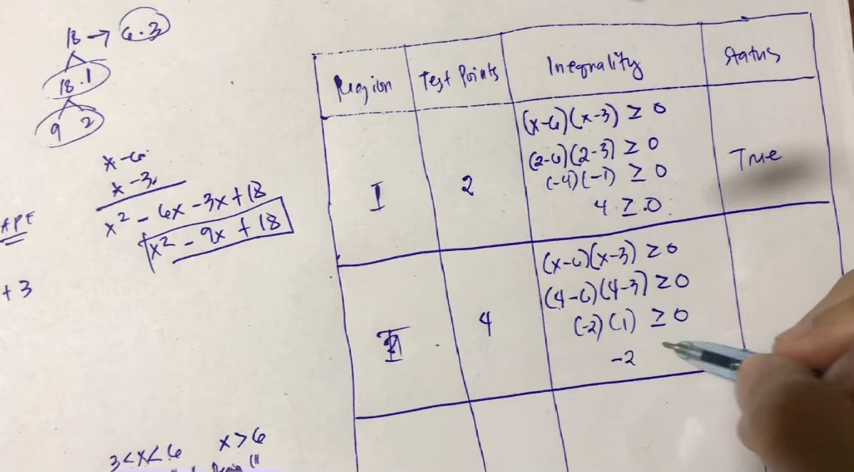 18 → 6·3
18·1
9 2
x-6
x-3
x² - 6x - 3x + 18
x² - 9x + 18
+ 3
3<x<6 x>6
Region Test Points Inequality Status
I 2 (x-6)(x-3) ≥ 0 True
(2-6)(2-3) ≥ 0
(-4)(-1) ≥ 0
4 ≥ 0
II 4 (x-6)(x-3) ≥ 0
(4-6)(4-3) ≥ 0
(-2)(1) ≥ 0
-2